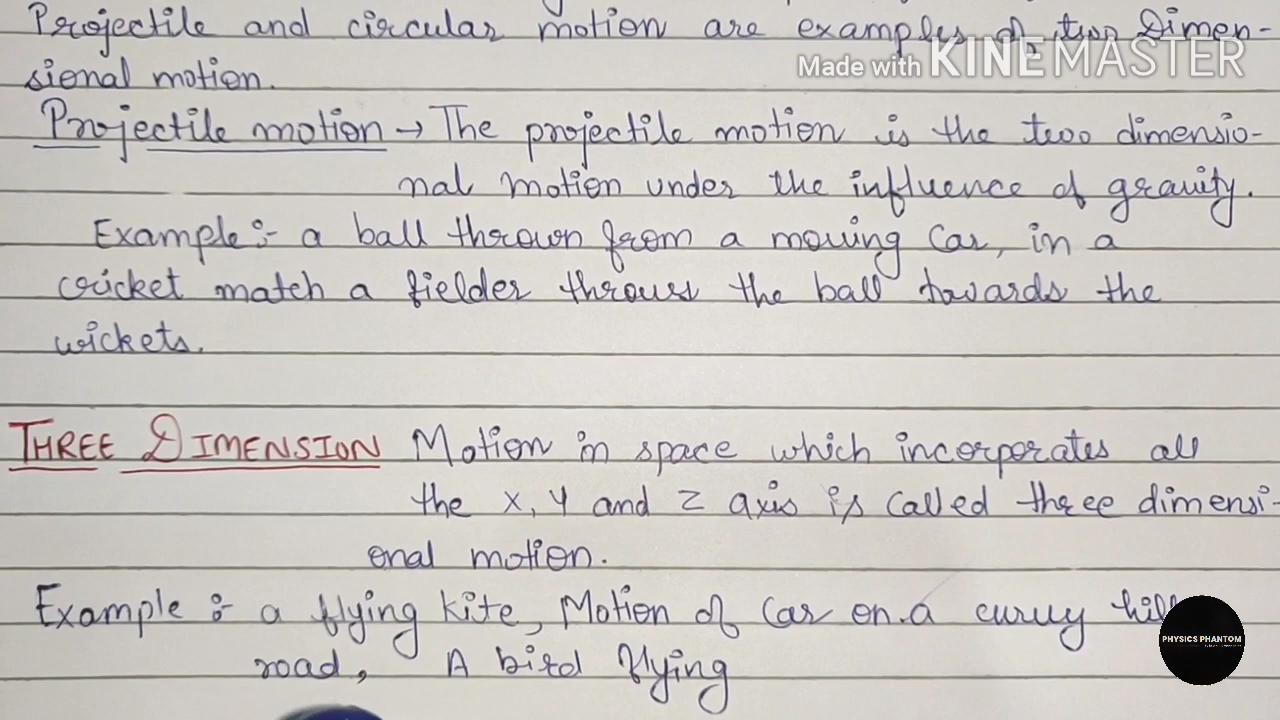 Projectile and circular motion are examples of two Dimen-
sional motion.
Made with KINEMASTER
Projectile motion → The projectile motion is the two dimensio-
nal motion under the influence of gravity.
Example:- a ball thrown from a moving Car, in a
cricket match a fielder throws the ball towards the
wickets.
THREE DIMENSION Motion in space which incorporates all
the X, Y and Z axis is called three dimensi-
onal motion.
Example :- a flying kite, Motion of Car on a curvy hill
road, A bird flying
PHYSICS PHANTOM